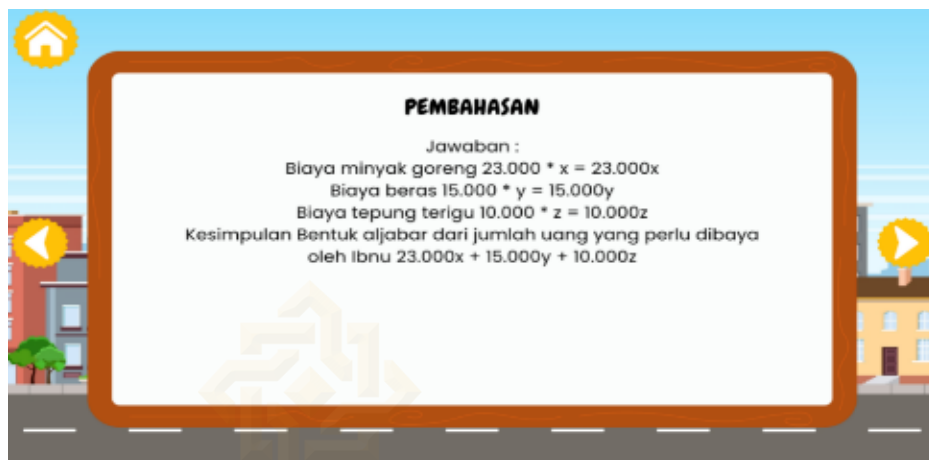 PEMBAHASAN
Jawaban :
Biaya minyak goreng 23.000 * x = 23.000x
Biaya beras 15.000 * y = 15.000y
Biaya tepung terigu 10.000 * z = 10.000z
Kesimpulan Bentuk aljabar dari jumlah uang yang perlu dibaya
oleh Ibnu 23.000x + 15.000y + 10.000z